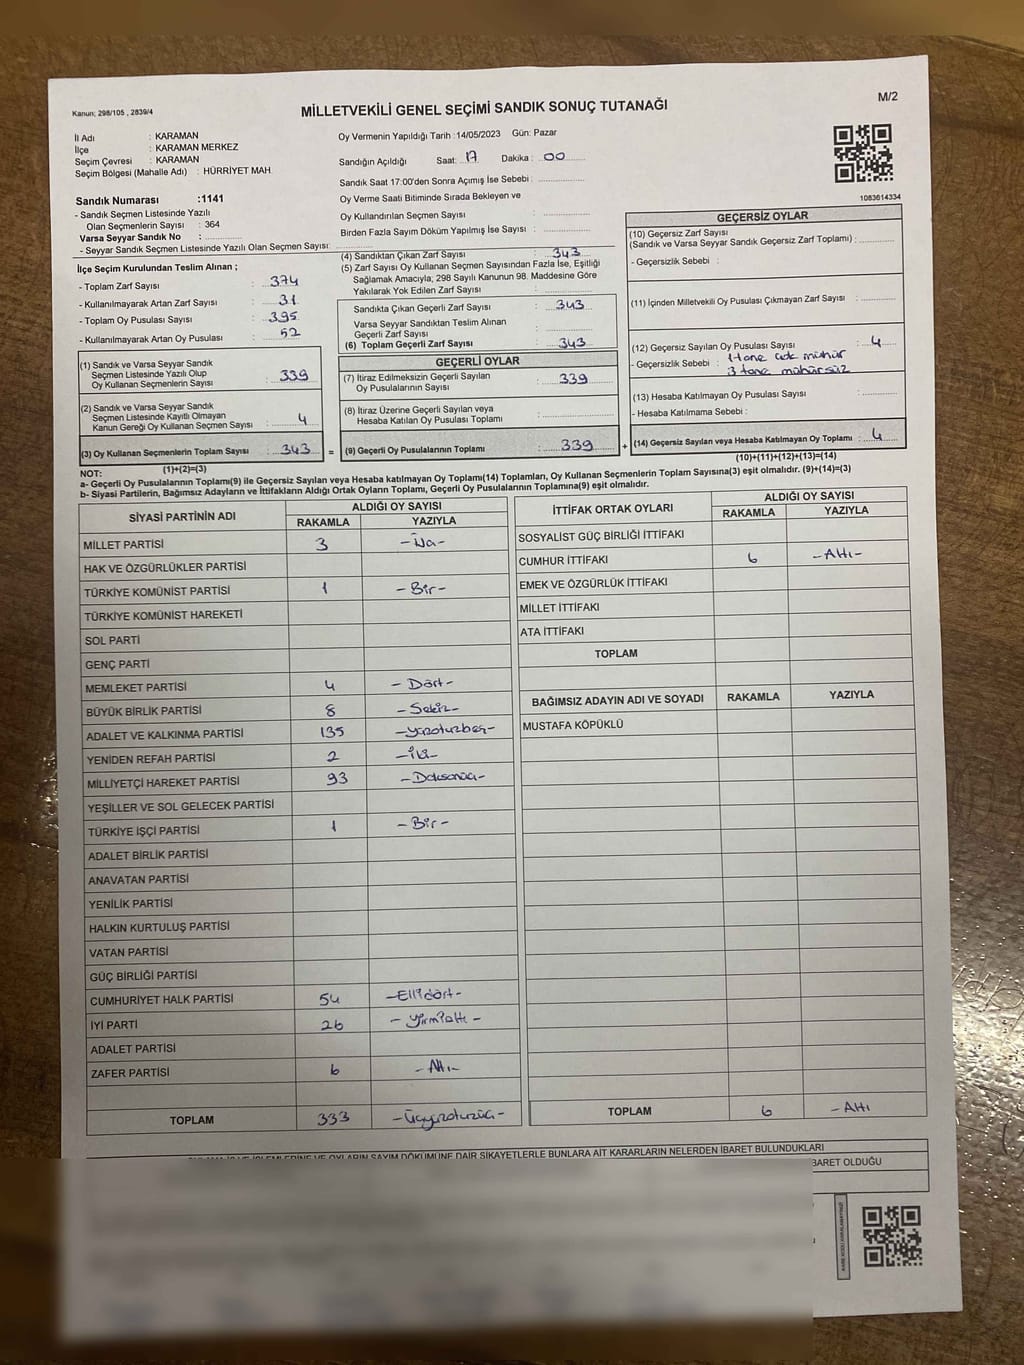 Kanun; 298/105 , 2839/4
MİLLETVEKİLİ GENEL SEÇİMİ SANDIK SONUÇ TUTANAĞI
M/2
İl Adı : KARAMAN
İlçe : KARAMAN MERKEZ
Seçim Çevresi : KARAMAN
Seçim Bölgesi (Mahalle Adı) : HÜRRİYET MAH.
Oy Vermenin Yapıldığı Tarih :14/05/2023 Gün: Pazar
Sandığın Açıldığı Saat: 17 Dakika : 00
Sandık Saat 17:00'den Sonra Açımış İse Sebebi :
Oy Verme Saati Bitiminde Sırada Bekleyen ve
Oy Kullandırılan Seçmen Sayısı :
Birden Fazla Sayım Döküm Yapılmış İse Sayısı :
1083614334
Sandık Numarası :1141
- Sandık Seçmen Listesinde Yazılı
Olan Seçmenlerin Sayısı : 364
Varsa Seyyar Sandık No :
- Seyyar Sandık Seçmen Listesinde Yazılı Olan Seçmen Sayısı:
İlçe Seçim Kurulundan Teslim Alınan ;
- Toplam Zarf Sayısı : 374
- Kullanılmayarak Artan Zarf Sayısı : 31
- Toplam Oy Pusulası Sayısı : 395
- Kullanılmayarak Artan Oy Pusulası : 52
(1) Sandık ve Varsa Seyyar Sandık
Seçmen Listesinde Yazılı Olup
Oy Kullanan Seçmenlerin Sayısı : 339
(2) Sandık ve Varsa Seyyar Sandık
Seçmen Listesinde Kayıtlı Olmayan
Kanun Gereği Oy Kullanan Seçmen Sayısı : 4
(3) Oy Kullanan Seçmenlerin Toplam Sayısı : 343 =
(1)+(2)=(3)
(4) Sandıktan Çıkan Zarf Sayısı : 343
(5) Zarf Sayısı Oy Kullanan Seçmen Sayısından Fazla İse, Eşitliği
Sağlamak Amacıyla; 298 Sayılı Kanunun 98. Maddesine Göre
Yakılarak Yok Edilen Zarf Sayısı :
Sandıkta Çıkan Geçerli Zarf Sayısı : 343
Varsa Seyyar Sandıktan Teslim Alınan
Geçerli Zarf Sayısı :
(6) Toplam Geçerli Zarf Sayısı : 343
GEÇERLİ OYLAR
(7) İtiraz Edilmeksizin Geçerli Sayılan
Oy Pusulalarının Sayısı : 339
(8) İtiraz Üzerine Geçerli Sayılan veya
Hesaba Katılan Oy Pusulası Toplamı :
(9) Geçerli Oy Pusulalarının Toplamı : 339 +
GEÇERSİZ OYLAR
(10) Geçersiz Zarf Sayısı
(Sandık ve Varsa Seyyar Sandık Geçersiz Zarf Toplamı) :
- Geçersizlik Sebebi :
(11) İçinden Milletvekili Oy Pusulası Çıkmayan Zarf Sayısı :
(12) Geçersiz Sayılan Oy Pusulası Sayısı : 4
- Geçersizlik Sebebi : 1 tane çok mühür
3 tane mühürsüz
(13) Hesaba Katılmayan Oy Pusulası Sayısı :
- Hesaba Katılmama Sebebi :
(14) Geçersiz Sayılan veya Hesaba Katılmayan Oy Toplamı : 4
(10)+(11)+(12)+(13)=(14)
NOT:
a- Geçerli Oy Pusulalarının Toplamı(9) ile Geçersiz Sayılan veya Hesaba katılmayan Oy Toplamı(14) Toplamları, Oy Kullanan Seçmenlerin Toplam Sayısına(3) eşit olmalıdır. (9)+(14)=(3)
b- Siyasi Partilerin, Bağımsız Adayların ve İttifakların Aldığı Ortak Oyların Toplamı, Geçerli Oy Pusulalarının Toplamına(9) eşit olmalıdır.
SİYASİ PARTİNİN ADI ALDIĞI OY SAYISI
RAKAMLA YAZIYLA
MİLLET PARTİSİ 3 -Üç-
HAK VE ÖZGÜRLÜKLER PARTİSİ
TÜRKİYE KOMÜNİST PARTİSİ 1 -Bir-
TÜRKİYE KOMÜNİST HAREKETİ
SOL PARTİ
GENÇ PARTİ
MEMLEKET PARTİSİ 4 -Dört-
BÜYÜK BİRLİK PARTİSİ 8 -Sekiz-
ADALET VE KALKINMA PARTİSİ 135 -yüzotuzbeş-
YENİDEN REFAH PARTİSİ 2 -İki-
MİLLİYETÇİ HAREKET PARTİSİ 93 -Doksanüç-
YEŞİLLER VE SOL GELECEK PARTİSİ
TÜRKİYE İŞÇİ PARTİSİ 1 -Bir-
ADALET BİRLİK PARTİSİ
ANAVATAN PARTİSİ
YENİLİK PARTİSİ
HALKIN KURTULUŞ PARTİSİ
VATAN PARTİSİ
GÜÇ BİRLİĞİ PARTİSİ
CUMHURİYET HALK PARTİSİ 54 -Ellidört-
İYİ PARTİ 26 -Yirmialtı-
ADALET PARTİSİ
ZAFER PARTİSİ 6 -Altı-
TOPLAM 333 -Üçyüzotuzüç-
İTTİFAK ORTAK OYLARI ALDIĞI OY SAYISI
RAKAMLA YAZIYLA
SOSYALİST GÜÇ BİRLİĞİ İTTİFAKI
CUMHUR İTTİFAKI 6 -Altı-
EMEK VE ÖZGÜRLÜK İTTİFAKI
MİLLET İTTİFAKI
ATA İTTİFAKI
TOPLAM
BAĞIMSIZ ADAYIN ADI VE SOYADI RAKAMLA YAZIYLA
MUSTAFA KÖPÜKLÜ
TOPLAM 6 -Altı
DAİR ŞİKAYETLERLE BUNLARA AİT KARARLARIN NELERDEN İBARET BULUNDUKLARI
BARET OLDUĞU